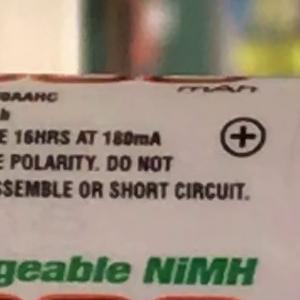 mAh
E 16HRS AT 180mA
E POLARITY. DO NOT
SSEMBLE OR SHORT CIRCUIT.
geable NiMH